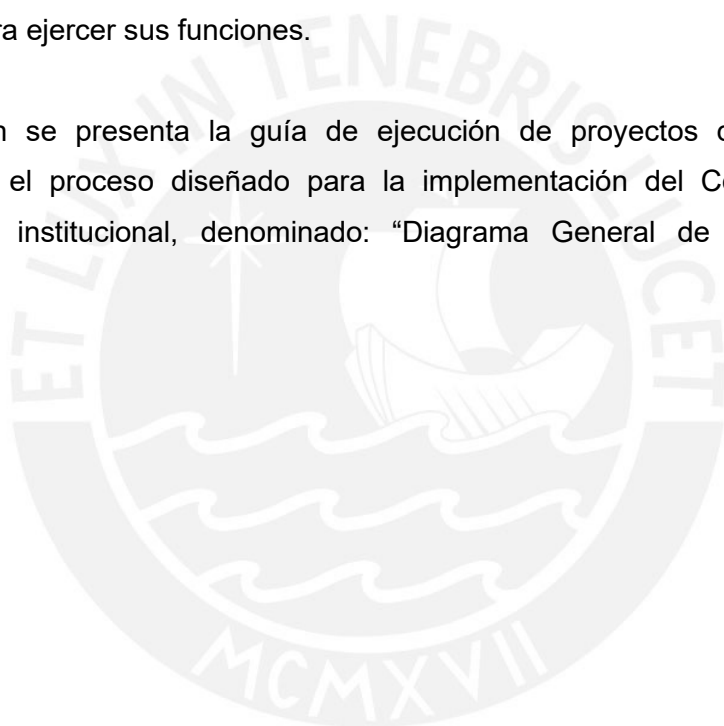 ra ejercer sus funciones.
n se presenta la guía de ejecución de proyectos
el proceso diseñado para la implementación del
institucional, denominado: “Diagrama General de
ET LUX IN TENEBRIS LUCET
MCMXVII